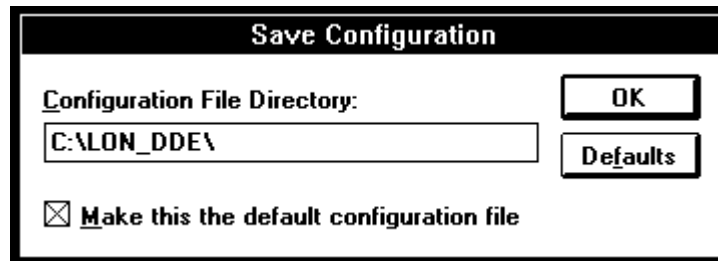 Save Configuration
Configuration File Directory:
OK
C:\LON_DDE\
Defaults
Make this the default configuration file